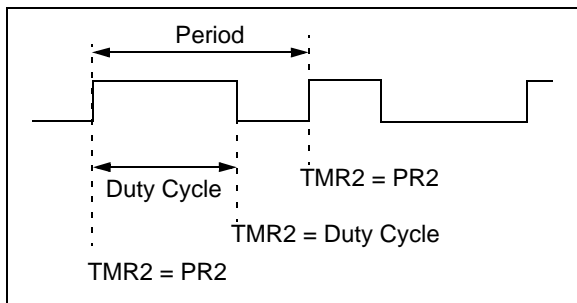 Period
Duty Cycle
TMR2 = PR2
TMR2 = Duty Cycle
TMR2 = PR2